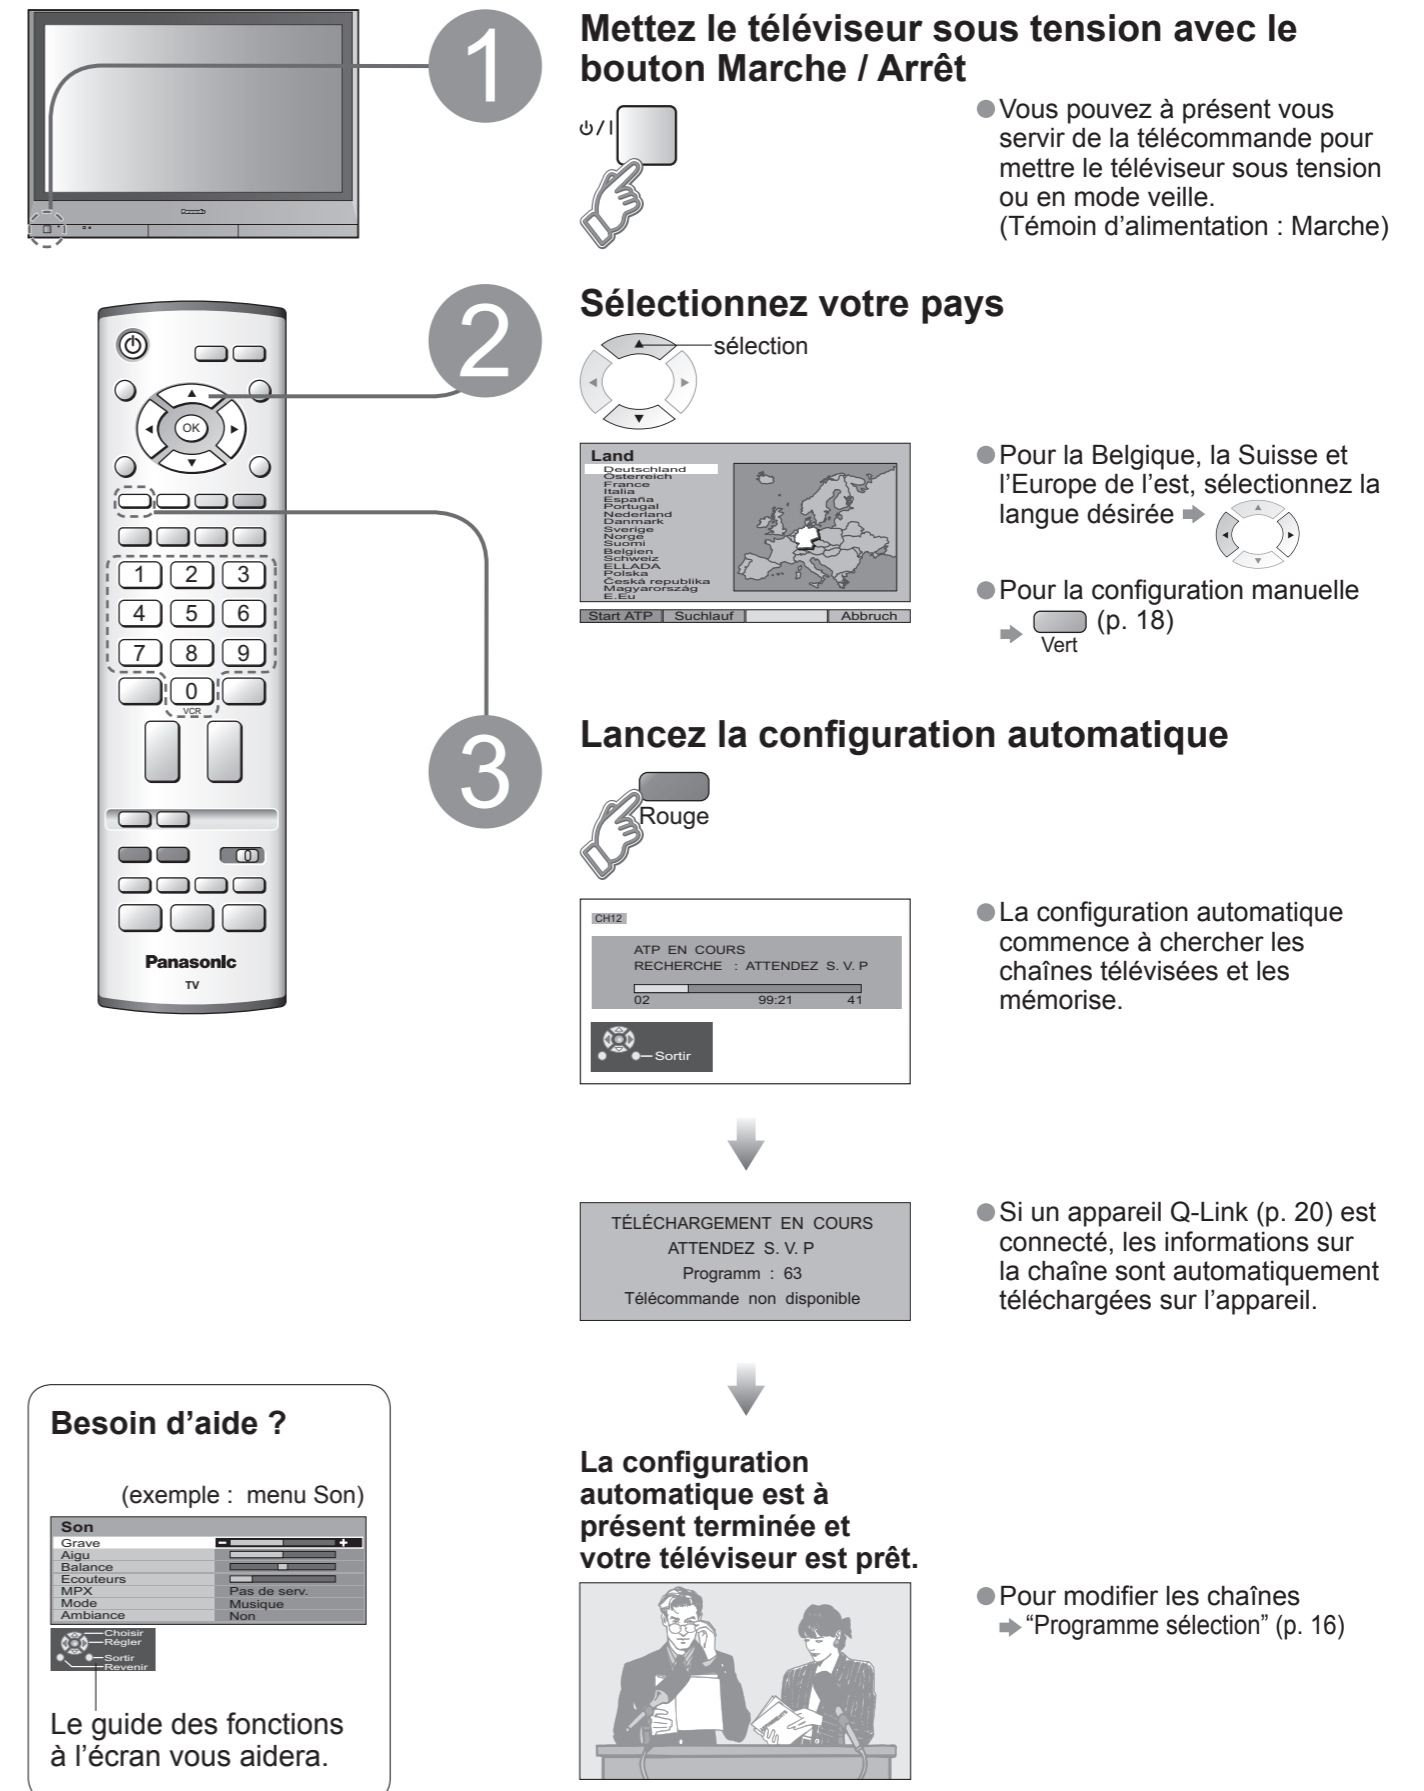 1
Mettez le téléviseur sous tension avec le
bouton Marche / Arrêt
⏻/I
● Vous pouvez à présent vous
servir de la télécommande pour
mettre le téléviseur sous tension
ou en mode veille.
(Témoin d’alimentation : Marche)
Panasonic
2
Sélectionnez votre pays
sélection
Land
Deutschland
Österreich
France
Italia
España
Portugal
Nederland
Danmark
Sverige
Norge
Suomi
Belgien
Schweiz
ELLADA
Polska
Česká republika
Magyarország
E.Eu
Start ATP Suchlauf Abbruch
● Pour la Belgique, la Suisse et
l’Europe de l’est, sélectionnez la
langue désirée ➡
● Pour la configuration manuelle
➡ (p. 18)
Vert
OK
1 2 3
4 5 6
7 8 9
0
VCR
Panasonic
TV
3
Lancez la configuration automatique
Rouge
CH12
ATP EN COURS
RECHERCHE : ATTENDEZ S. V. P
02 99:21 41
Sortir
● La configuration automatique
commence à chercher les
chaînes télévisées et les
mémorise.
TÉLÉCHARGEMENT EN COURS
ATTENDEZ S. V. P
Programm : 63
Télécommande non disponible
● Si un appareil Q-Link (p. 20) est
connecté, les informations sur
la chaîne sont automatiquement
téléchargées sur l’appareil.
La configuration
automatique est à
présent terminée et
votre téléviseur est prêt.
● Pour modifier les chaînes
➡ “Programme sélection” (p. 16)
Besoin d’aide ?
(exemple : menu Son)
Son
Grave - +
Aigu
Balance
Ecouteurs
MPX Pas de serv.
Mode Musique
Ambiance Non
Choisir
Régler
Sortir
Revenir
Le guide des fonctions
à l’écran vous aidera.